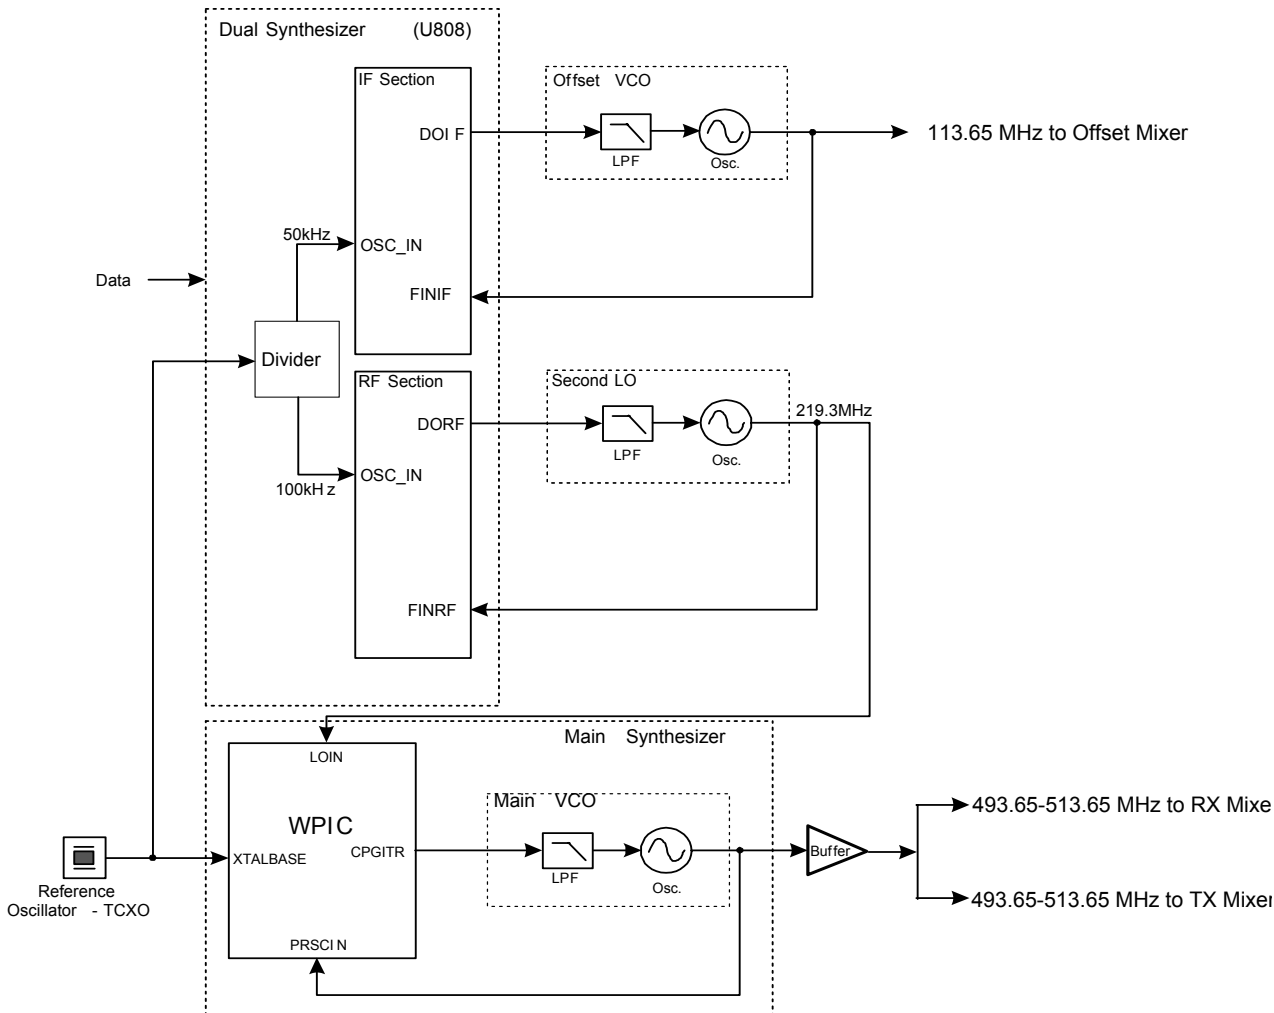 Dual Synthesizer (U808)
IF Section
Offset VCO
DOI F
LPF
Osc.
113.65 MHz to Offset Mixer
50kHz
OSC_IN
Data
FINIF
Divider
RF Section
Second LO
219.3MHz
DORF
LPF
Osc.
OSC_IN
100kH z
FINRF
Main Synthesizer
LOIN
Main VCO
WPIC
CPGITR
XTALBASE
LPF
Osc.
Buffer
493.65-513.65 MHz to RX Mixe
493.65-513.65 MHz to TX Mixer
Reference
Oscillator - TCXO
PRSCI N